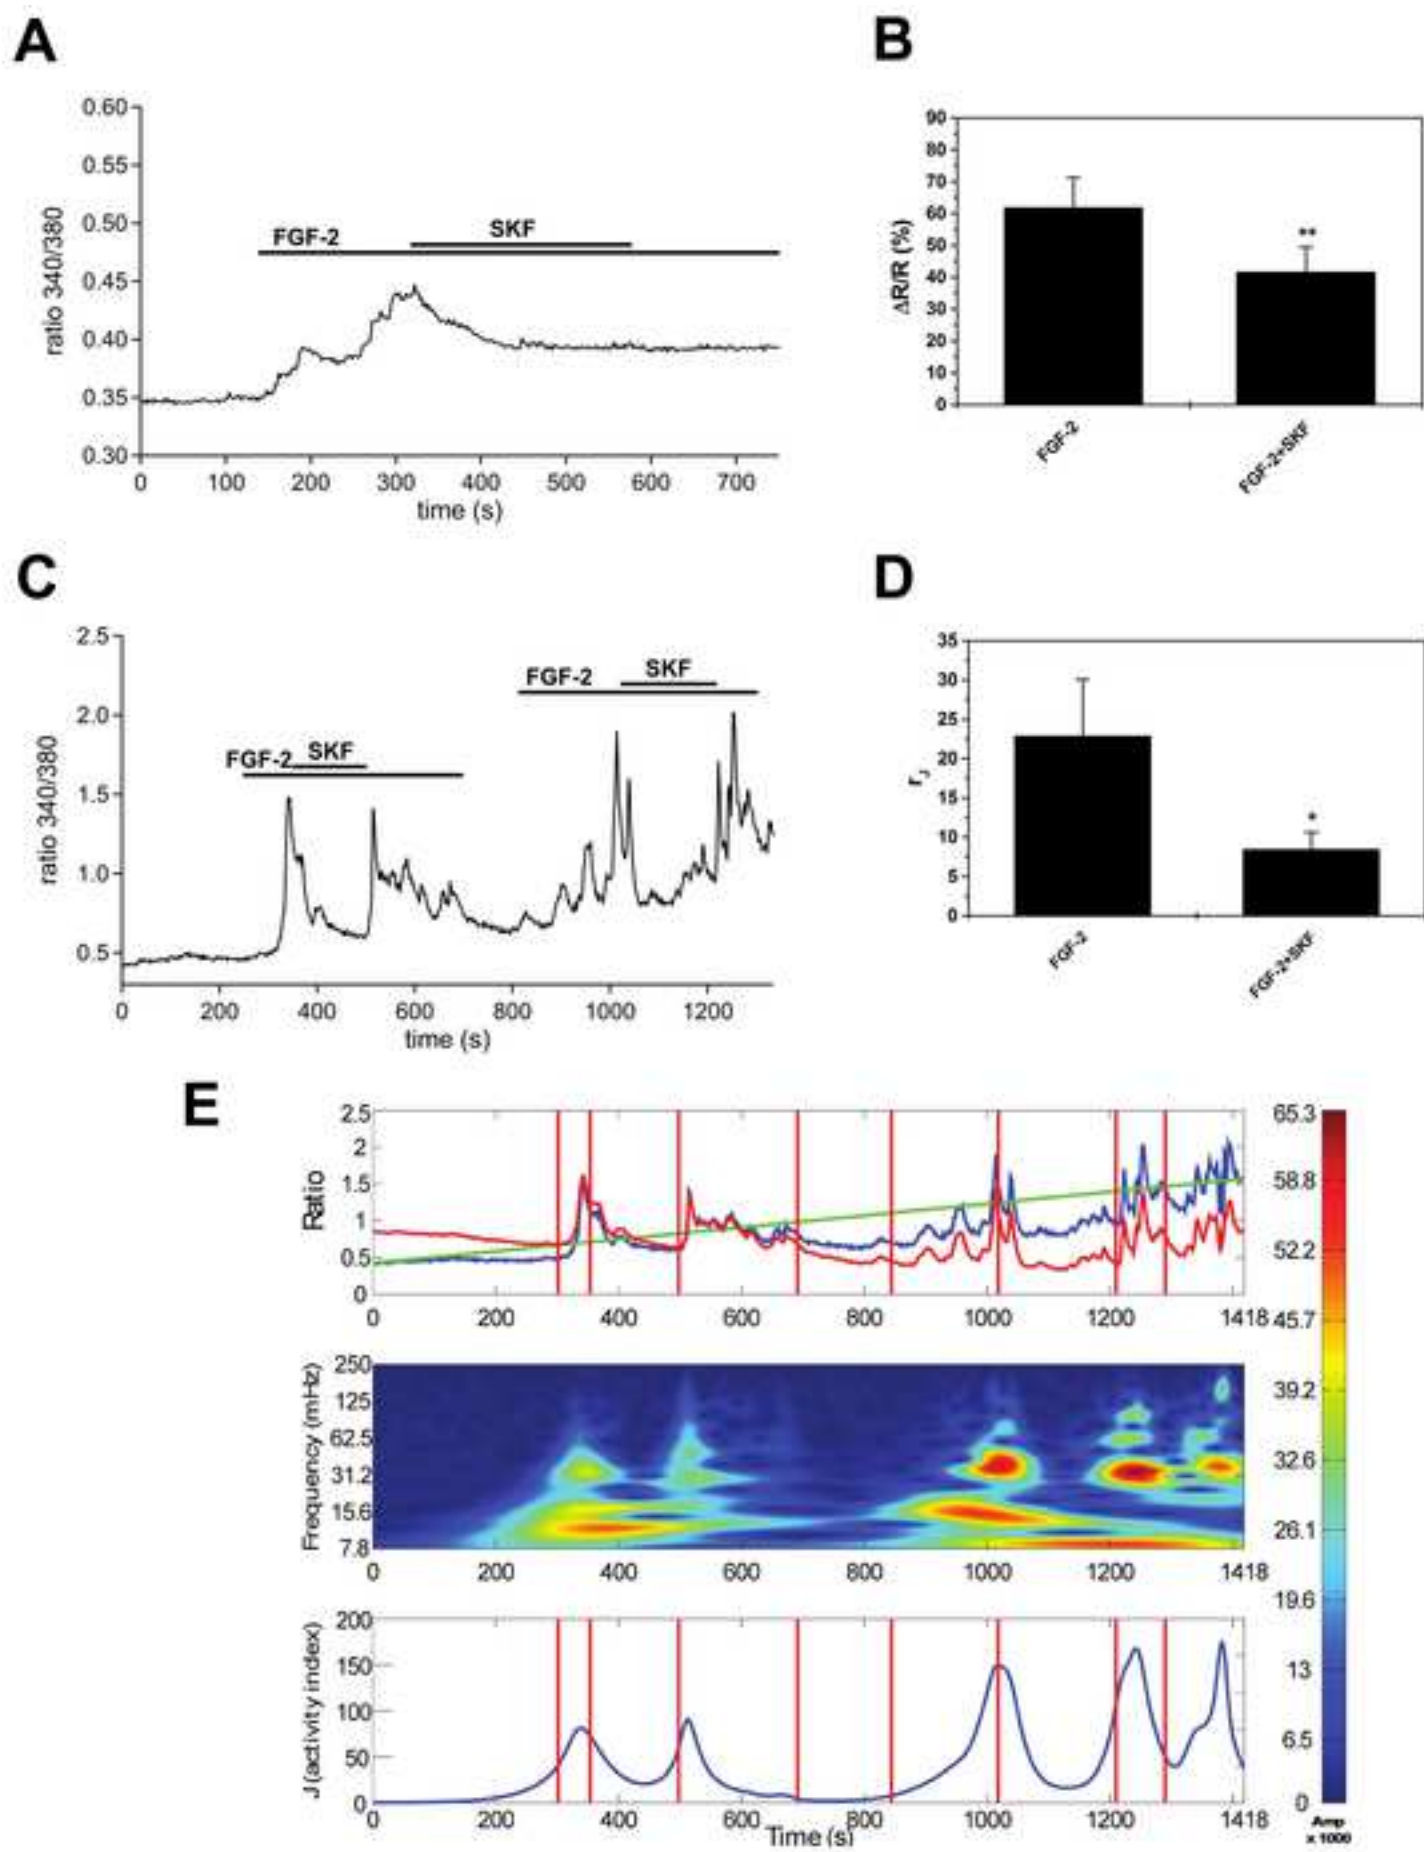 A
0.60
0.55
0.50
0.45
0.40
0.35
0.30
ratio 340/380
FGF-2
SKF
0 100 200 300 400 500 600 700
time (s)
B
90
80
70
60
50
40
30
20
10
0
ΔR/R (%)
**
FGF-2
FGF-2+SKF
C
2.5
2.0
1.5
1.0
0.5
ratio 340/380
FGF-2
SKF
FGF-2
SKF
0 200 400 600 800 1000 1200
time (s)
D
35
30
25
20
15
10
5
0
rJ
*
FGF-2
FGF-2+SKF
E
2.5
2
1.5
1
0.5
0
Ratio
0 200 400 600 800 1000 1200 1418
250
125
62.5
31.2
15.6
7.8
Frequency (mHz)
0 200 400 600 800 1000 1200 1418
200
150
100
50
0
J (activity index)
0 200 400 600 800 1000 1200 1418
Time (s)
65.3
58.8
52.2
45.7
39.2
32.6
26.1
19.6
13
6.5
0
Amp
x 1000